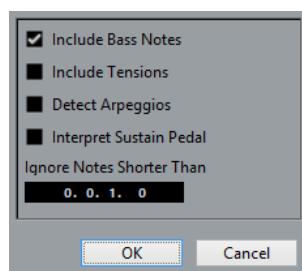 Include Bass Notes
Include Tensions
Detect Arpeggios
Interpret Sustain Pedal
Ignore Notes Shorter Than
0. 0. 1. 0
OK Cancel